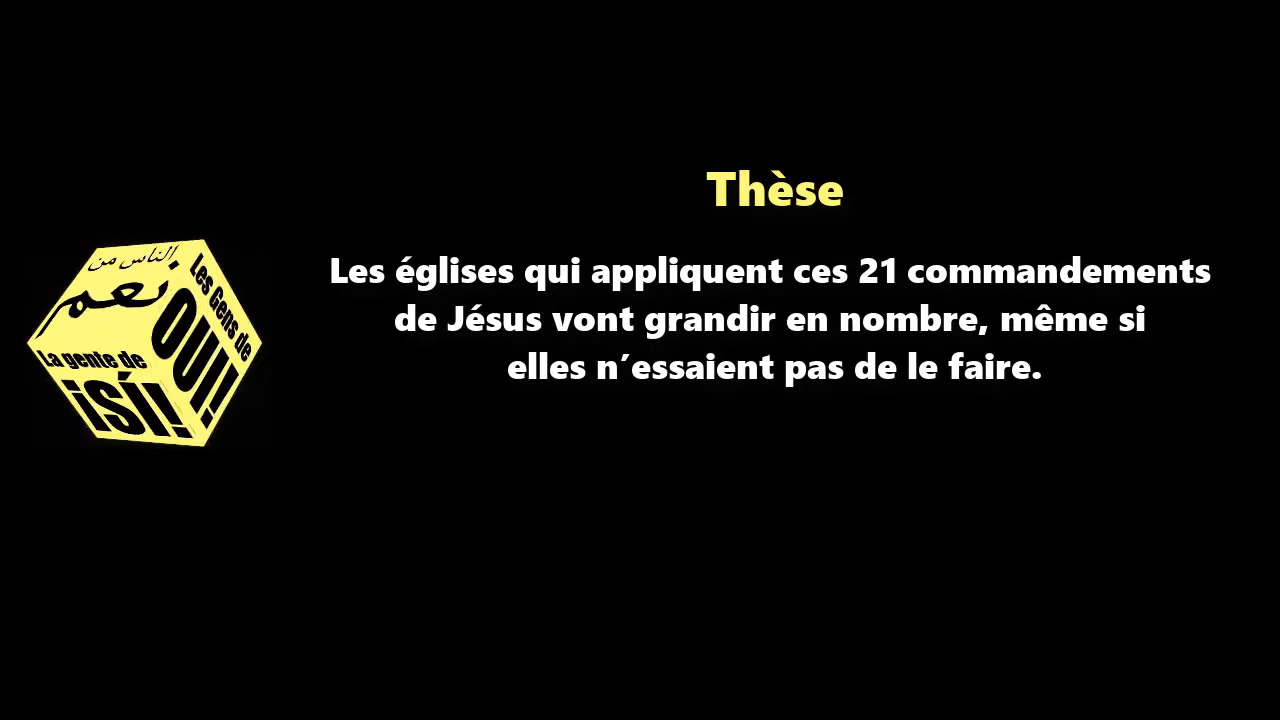 Thèse
Les églises qui appliquent ces 21 commandements
de Jésus vont grandir en nombre, même si
elles n’essaient pas de le faire.
الناس من
نعم
Les Gens de
OUI!
La gente de
¡SÍ!